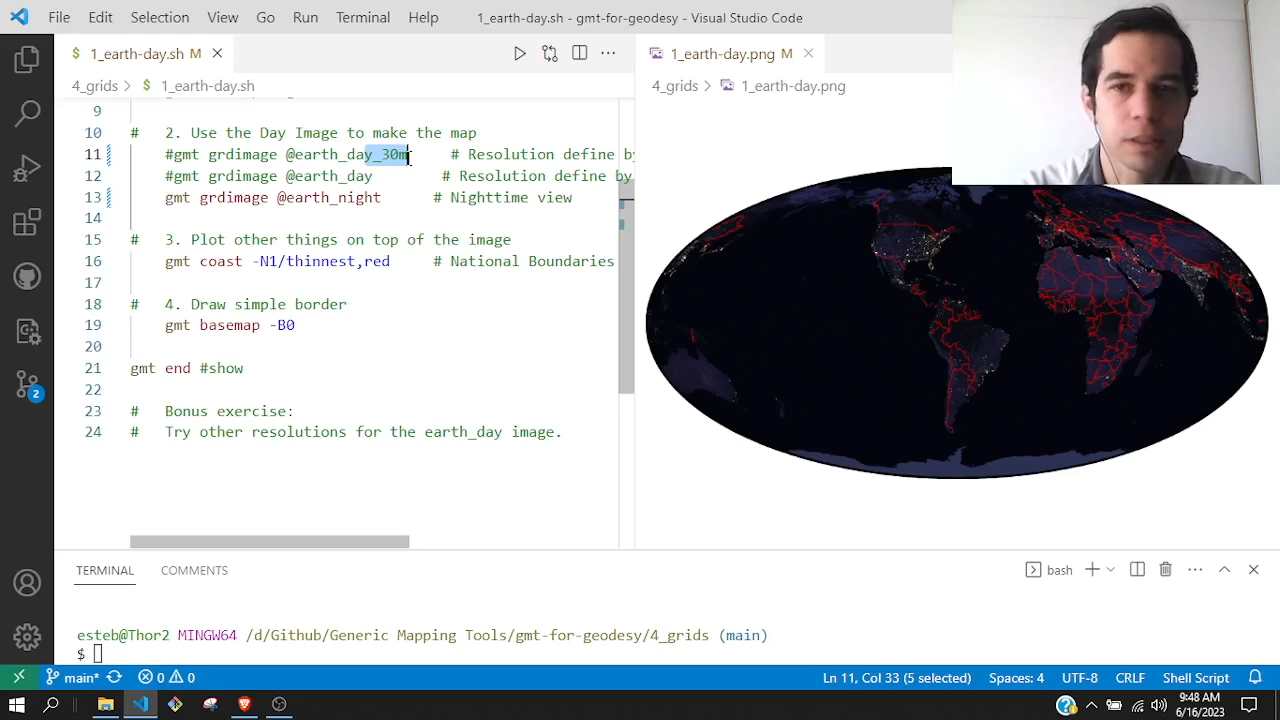 File Edit Selection View Go Run Terminal Help 1_earth-day.sh - gmt-for-geodesy - Visual Studio Code
$ 1_earth-day.sh M
1_earth-day.png M
4_grids > $ 1_earth-day.sh
4_grids > 1_earth-day.png
9
10 # 2. Use the Day Image to make the map
11 #gmt grdimage @earth_day_30m # Resolution define by
12 #gmt grdimage @earth_day # Resolution define by
13 gmt grdimage @earth_night # Nighttime view
14
15 # 3. Plot other things on top of the image
16 gmt coast -N1/thinnest,red # National Boundaries
17
18 # 4. Draw simple border
19 gmt basemap -B0
20
21 gmt end #show
22
23 # Bonus exercise:
24 # Try other resolutions for the earth_day image.
2
TERMINAL COMMENTS
bash
esteb@Thor2 MINGW64 /d/Github/Generic Mapping Tools/gmt-for-geodesy/4_grids (main)
$
main* 0 0 Ln 11, Col 33 (5 selected) Spaces: 4 UTF-8 CRLF Shell Script
9:48 AM
6/16/2023